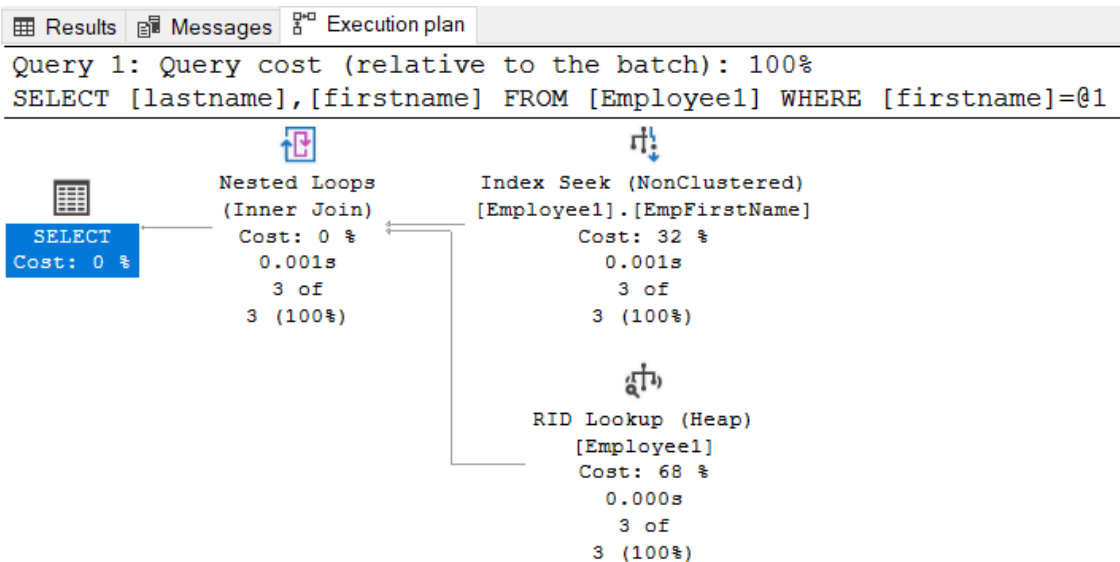 Results Messages Execution plan
Query 1: Query cost (relative to the batch): 100%
SELECT [lastname],[firstname] FROM [Employee1] WHERE [firstname]=@1
SELECT
Cost: 0 %
Nested Loops
(Inner Join)
Cost: 0 %
0.001s
3 of
3 (100%)
Index Seek (NonClustered)
[Employee1].[EmpFirstName]
Cost: 32 %
0.001s
3 of
3 (100%)
RID Lookup (Heap)
[Employee1]
Cost: 68 %
0.000s
3 of
3 (100%)